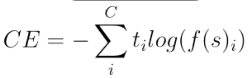 CE = -\sum_{i}^{C} t_i log(f(s)_i)